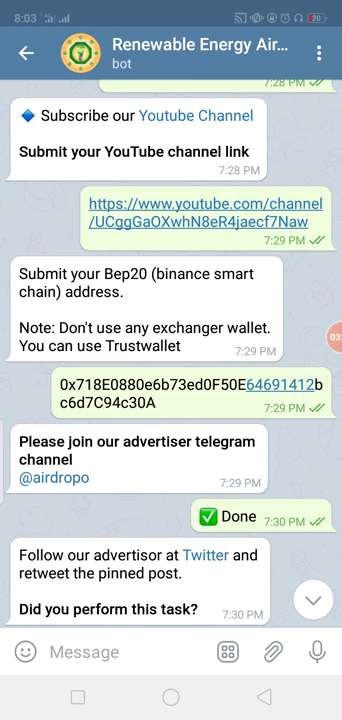 8:03
20
Renewable Energy Air...
bot
7:28 PM
🔷 Subscribe our Youtube Channel
Submit your YouTube channel link
7:28 PM
https://www.youtube.com/channel
/UCggGaOXwhN8eR4jaecf7Naw
7:29 PM
Submit your Bep20 (binance smart
chain) address.
Note: Don't use any exchanger wallet.
You can use Trustwallet
7:29 PM
0x718E0880e6b73ed0F50E64691412b
c6d7C94c30A
7:29 PM
Please join our advertiser telegram
channel
@airdropo
7:29 PM
✅ Done 7:30 PM
Follow our advertisor at Twitter and
retweet the pinned post.
Did you perform this task?
7:30 PM
Message